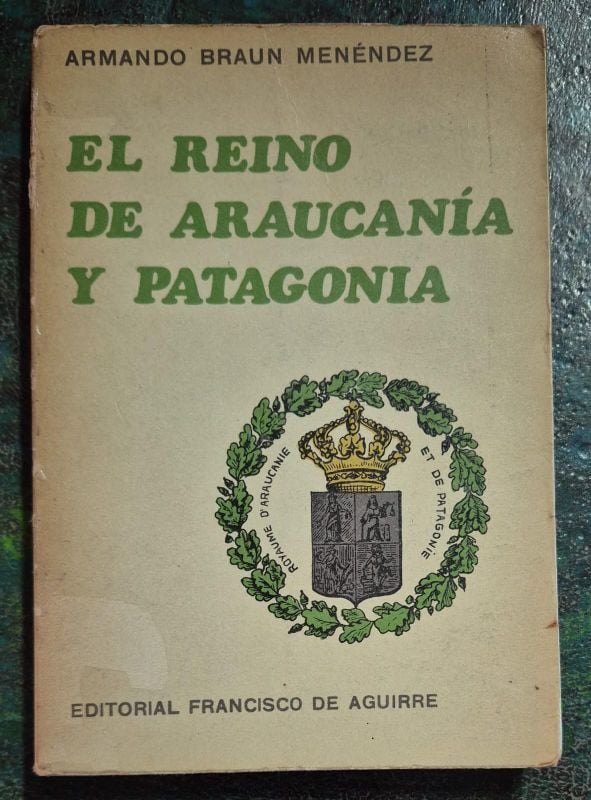 ARMANDO BRAUN MENÉNDEZ
EL REINO
DE ARAUCANÍA
Y PATAGONIA
ROYAUME D'ARAUCANIE
ET DE PATAGONIE
EDITORIAL FRANCISCO DE AGUIRRE